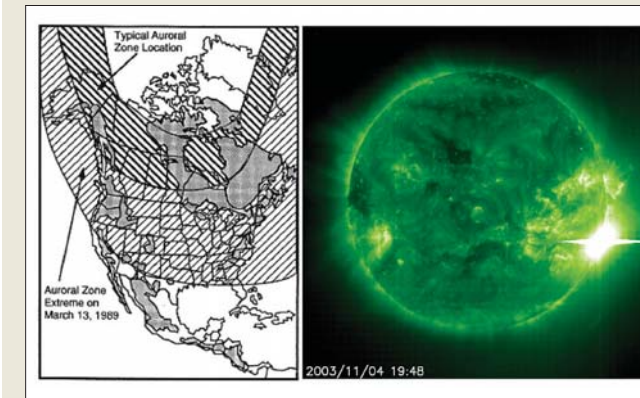 Typical Auroral
Zone Location
Auroral Zone
Extreme on
March 13, 1989
2003/11/04 19:48